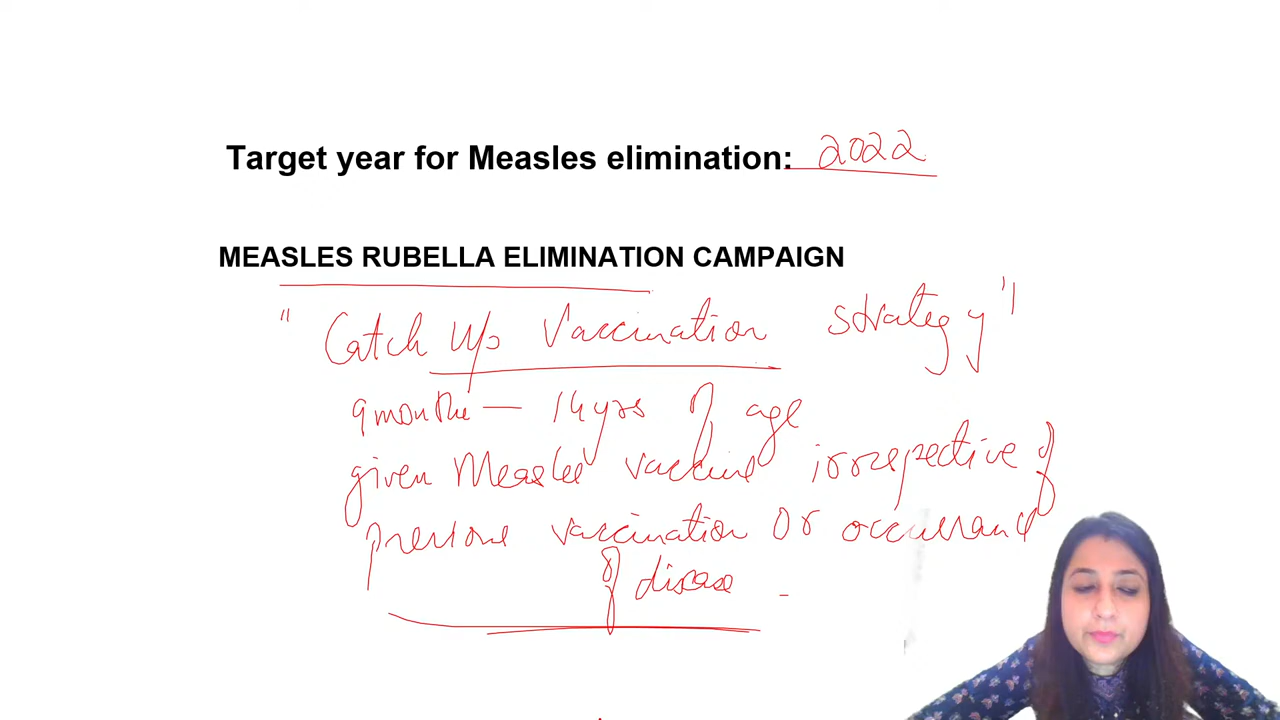 Target year for Measles elimination: 2022
MEASLES RUBELLA ELIMINATION CAMPAIGN
"Catch Up Vaccination strategy"
9 months — 14 yrs of age
given Measles vaccine irrespective of
previous vaccination Or occurrance
of disease -